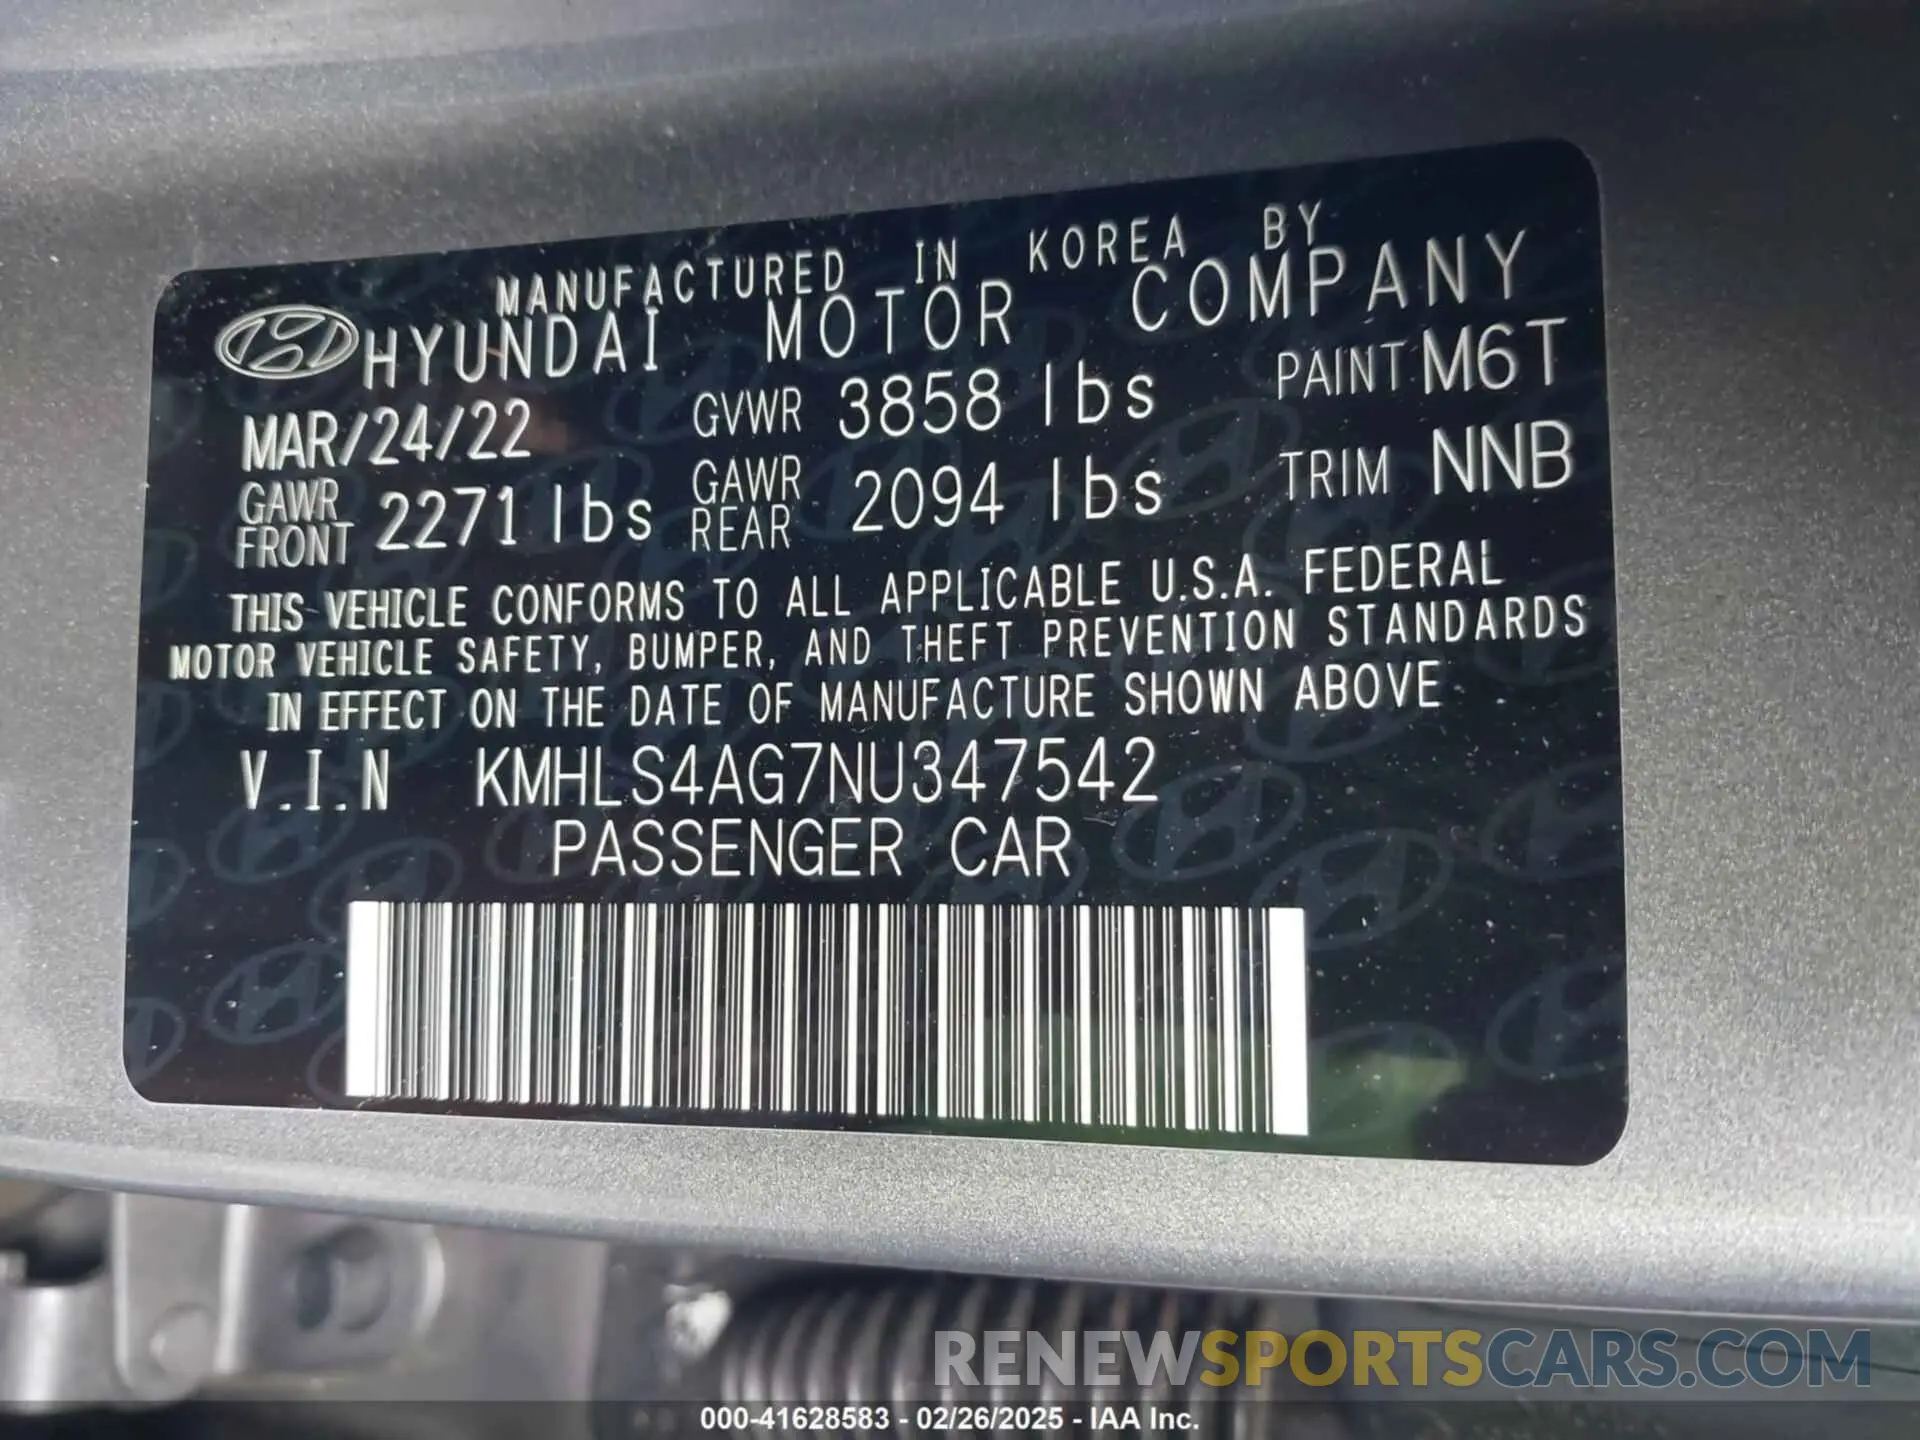 MANUFACTURED IN KOREA BY
HYUNDAI MOTOR COMPANY
MAR/24/22 GVWR 3858 lbs PAINT M6T
GAWR FRONT 2271 lbs GAWR REAR 2094 lbs TRIM NNB
THIS VEHICLE CONFORMS TO ALL APPLICABLE U.S.A. FEDERAL
MOTOR VEHICLE SAFETY, BUMPER, AND THEFT PREVENTION STANDARDS
IN EFFECT ON THE DATE OF MANUFACTURE SHOWN ABOVE
V.I.N KMHLS4AG7NU347542
PASSENGER CAR
RENEWSPORTSCARS.COM
000-41628583 - 02/26/2025 - IAA Inc.